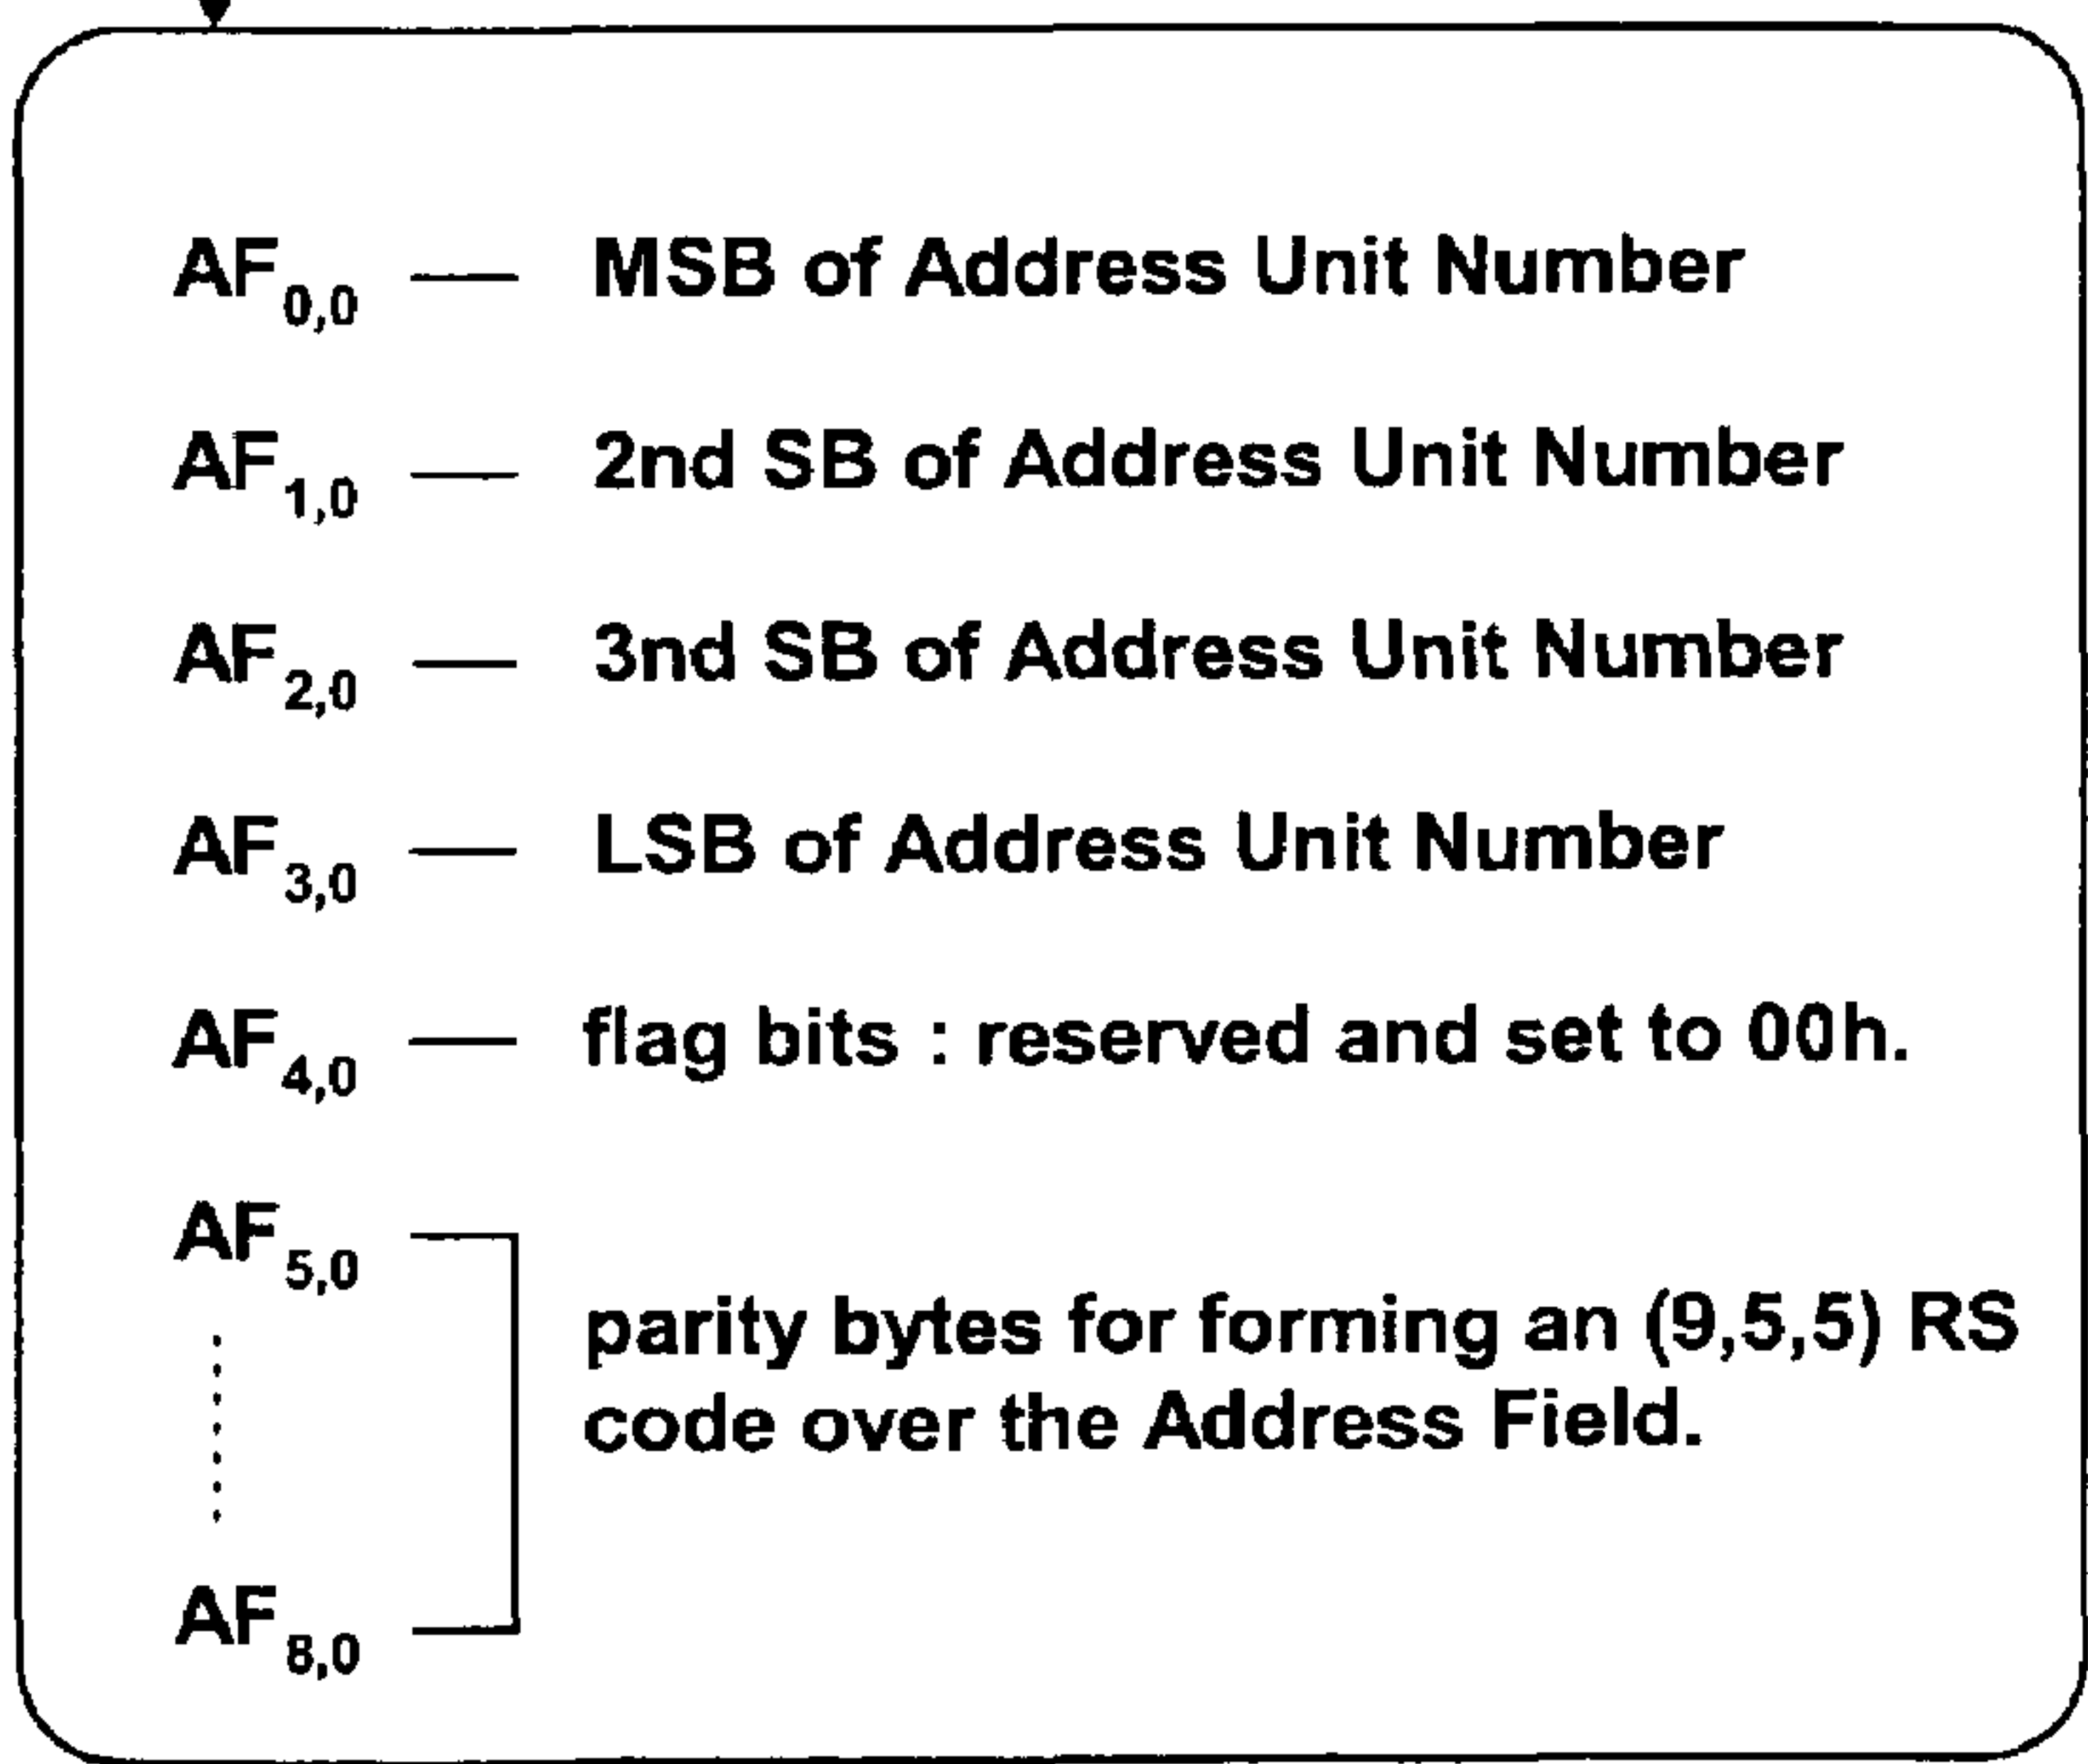 AF0,0 — MSB of Address Unit Number
AF1,0 — 2nd SB of Address Unit Number
AF2,0 — 3nd SB of Address Unit Number
AF3,0 — LSB of Address Unit Number
AF4,0 — flag bits : reserved and set to 00h.
AF5,0
parity bytes for forming an (9,5,5) RS
code over the Address Field.
AF8,0